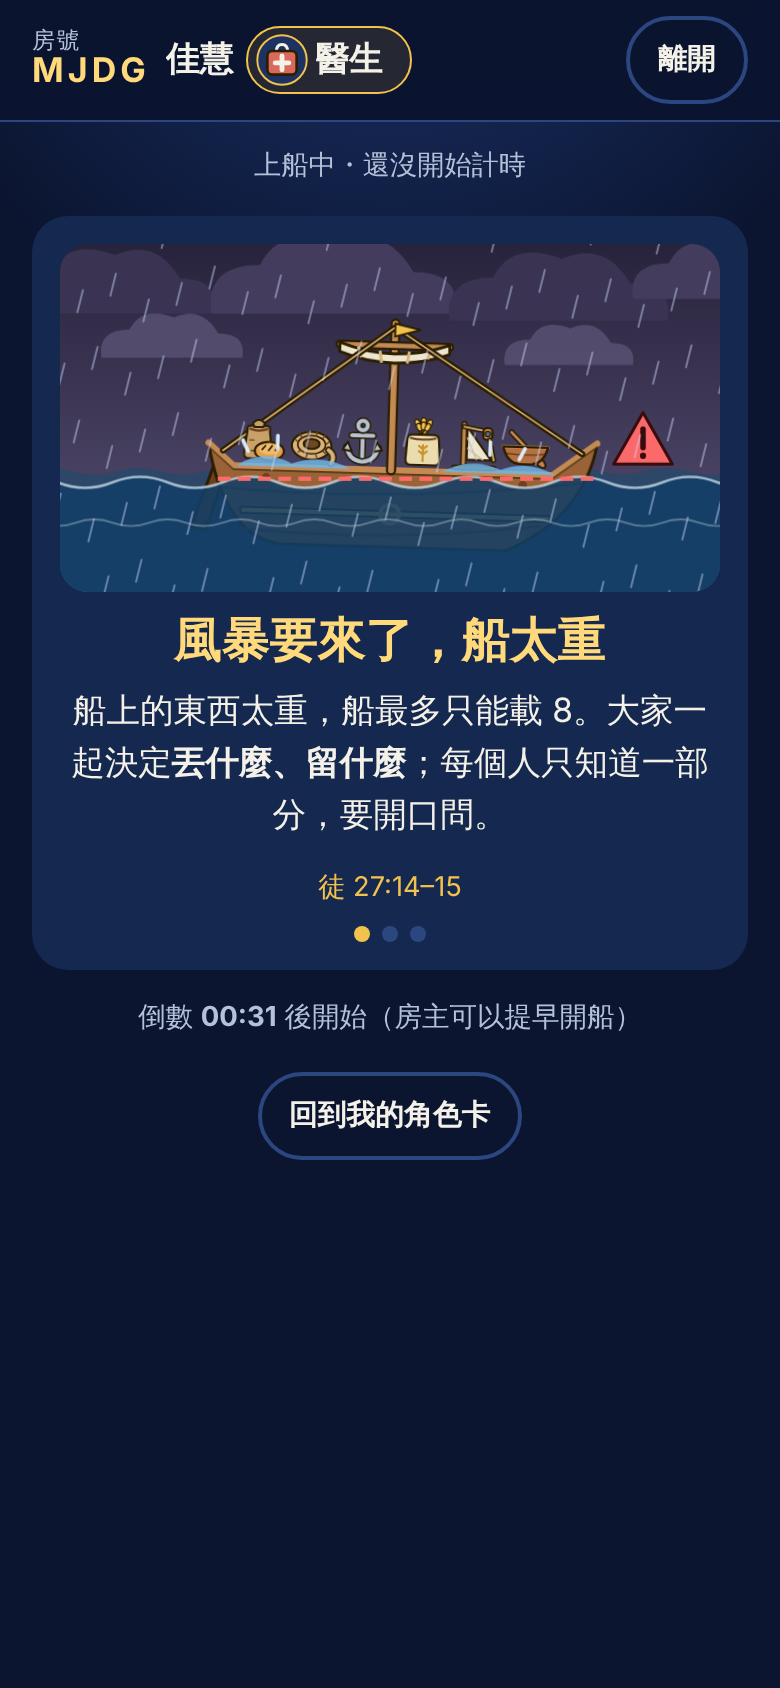 房號
MJDG
佳慧
醫生
離開
上船中・還沒開始計時
風暴要來了，船太重
船上的東西太重，船最多只能載 8。大家一
起決定丟什麼、留什麼；每個人只知道一部
分，要開口問。
徒 27:14–15
倒數 00:31 後開始（房主可以提早開船）
回到我的角色卡